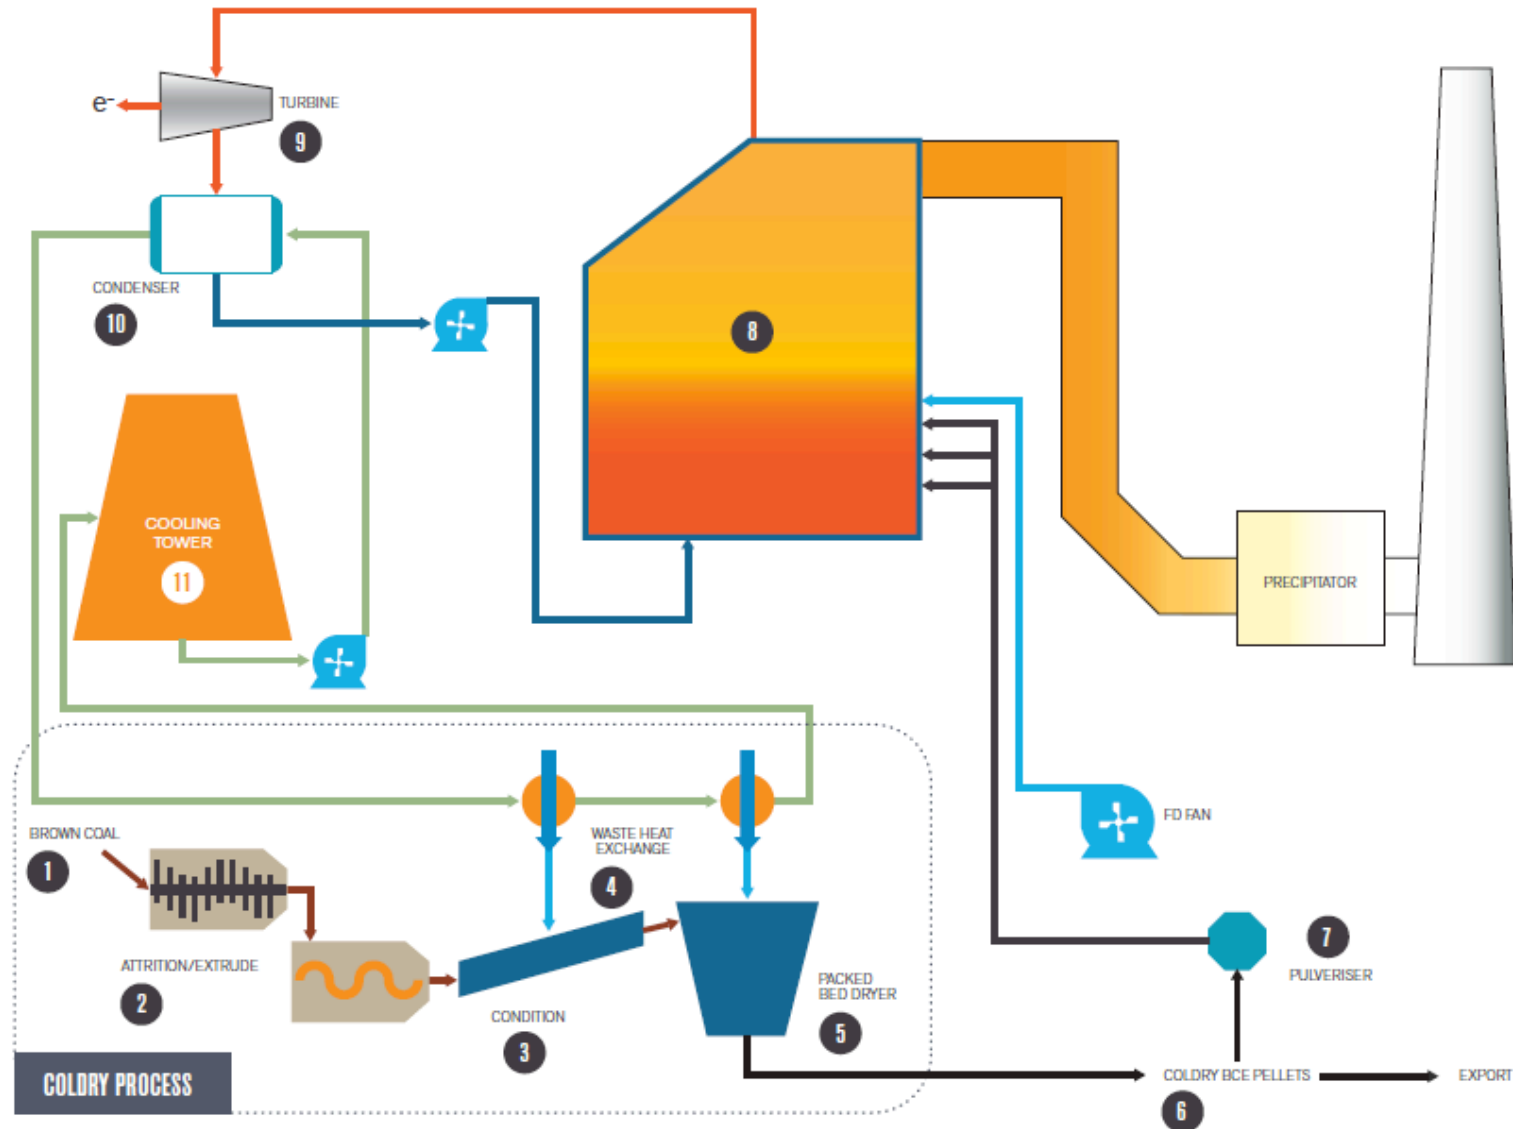 e-
TURBINE
9
CONDENSER
10
8
COOLING
TOWER
11
PRECIPITATOR
BROWN COAL
1
WASTE HEAT
EXCHANGE
4
FD FAN
ATTRITION/EXTRUDE
2
CONDITION
3
PACKED
BED DRYER
5
7
PULVERISER
COLDRY PROCESS
COLDRY BCE PELLETS
6
EXPORT